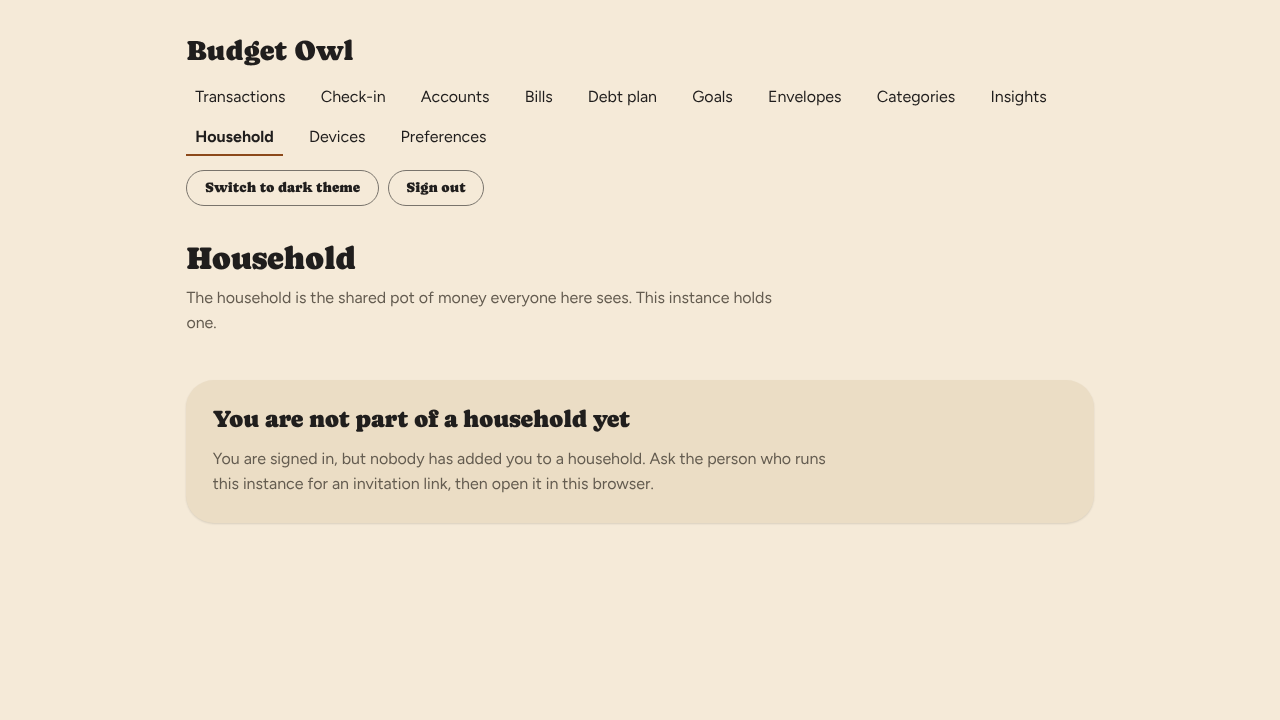 Budget Owl
Transactions Check-in Accounts Bills Debt plan Goals Envelopes Categories Insights
Household Devices Preferences
Switch to dark theme Sign out
Household
The household is the shared pot of money everyone here sees. This instance holds
one.
You are not part of a household yet
You are signed in, but nobody has added you to a household. Ask the person who runs
this instance for an invitation link, then open it in this browser.